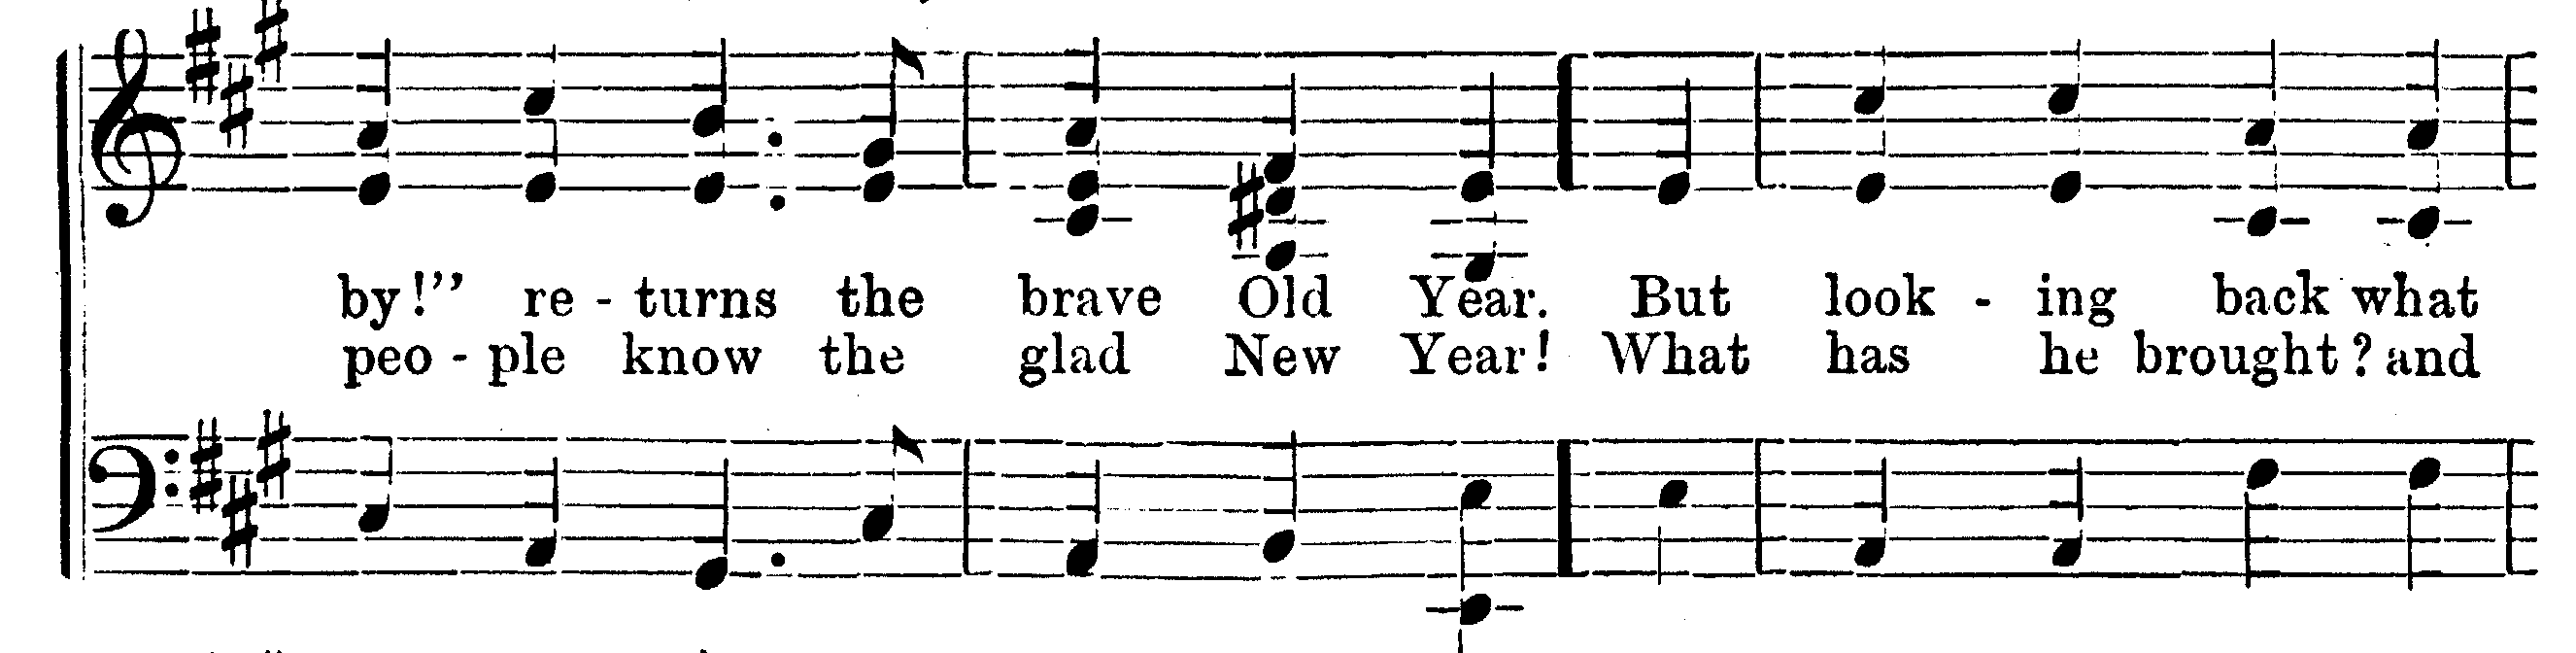 by!” re - turns the brave Old Year. But look - ing back what
peo - ple know the glad New Year! What has he brought? and